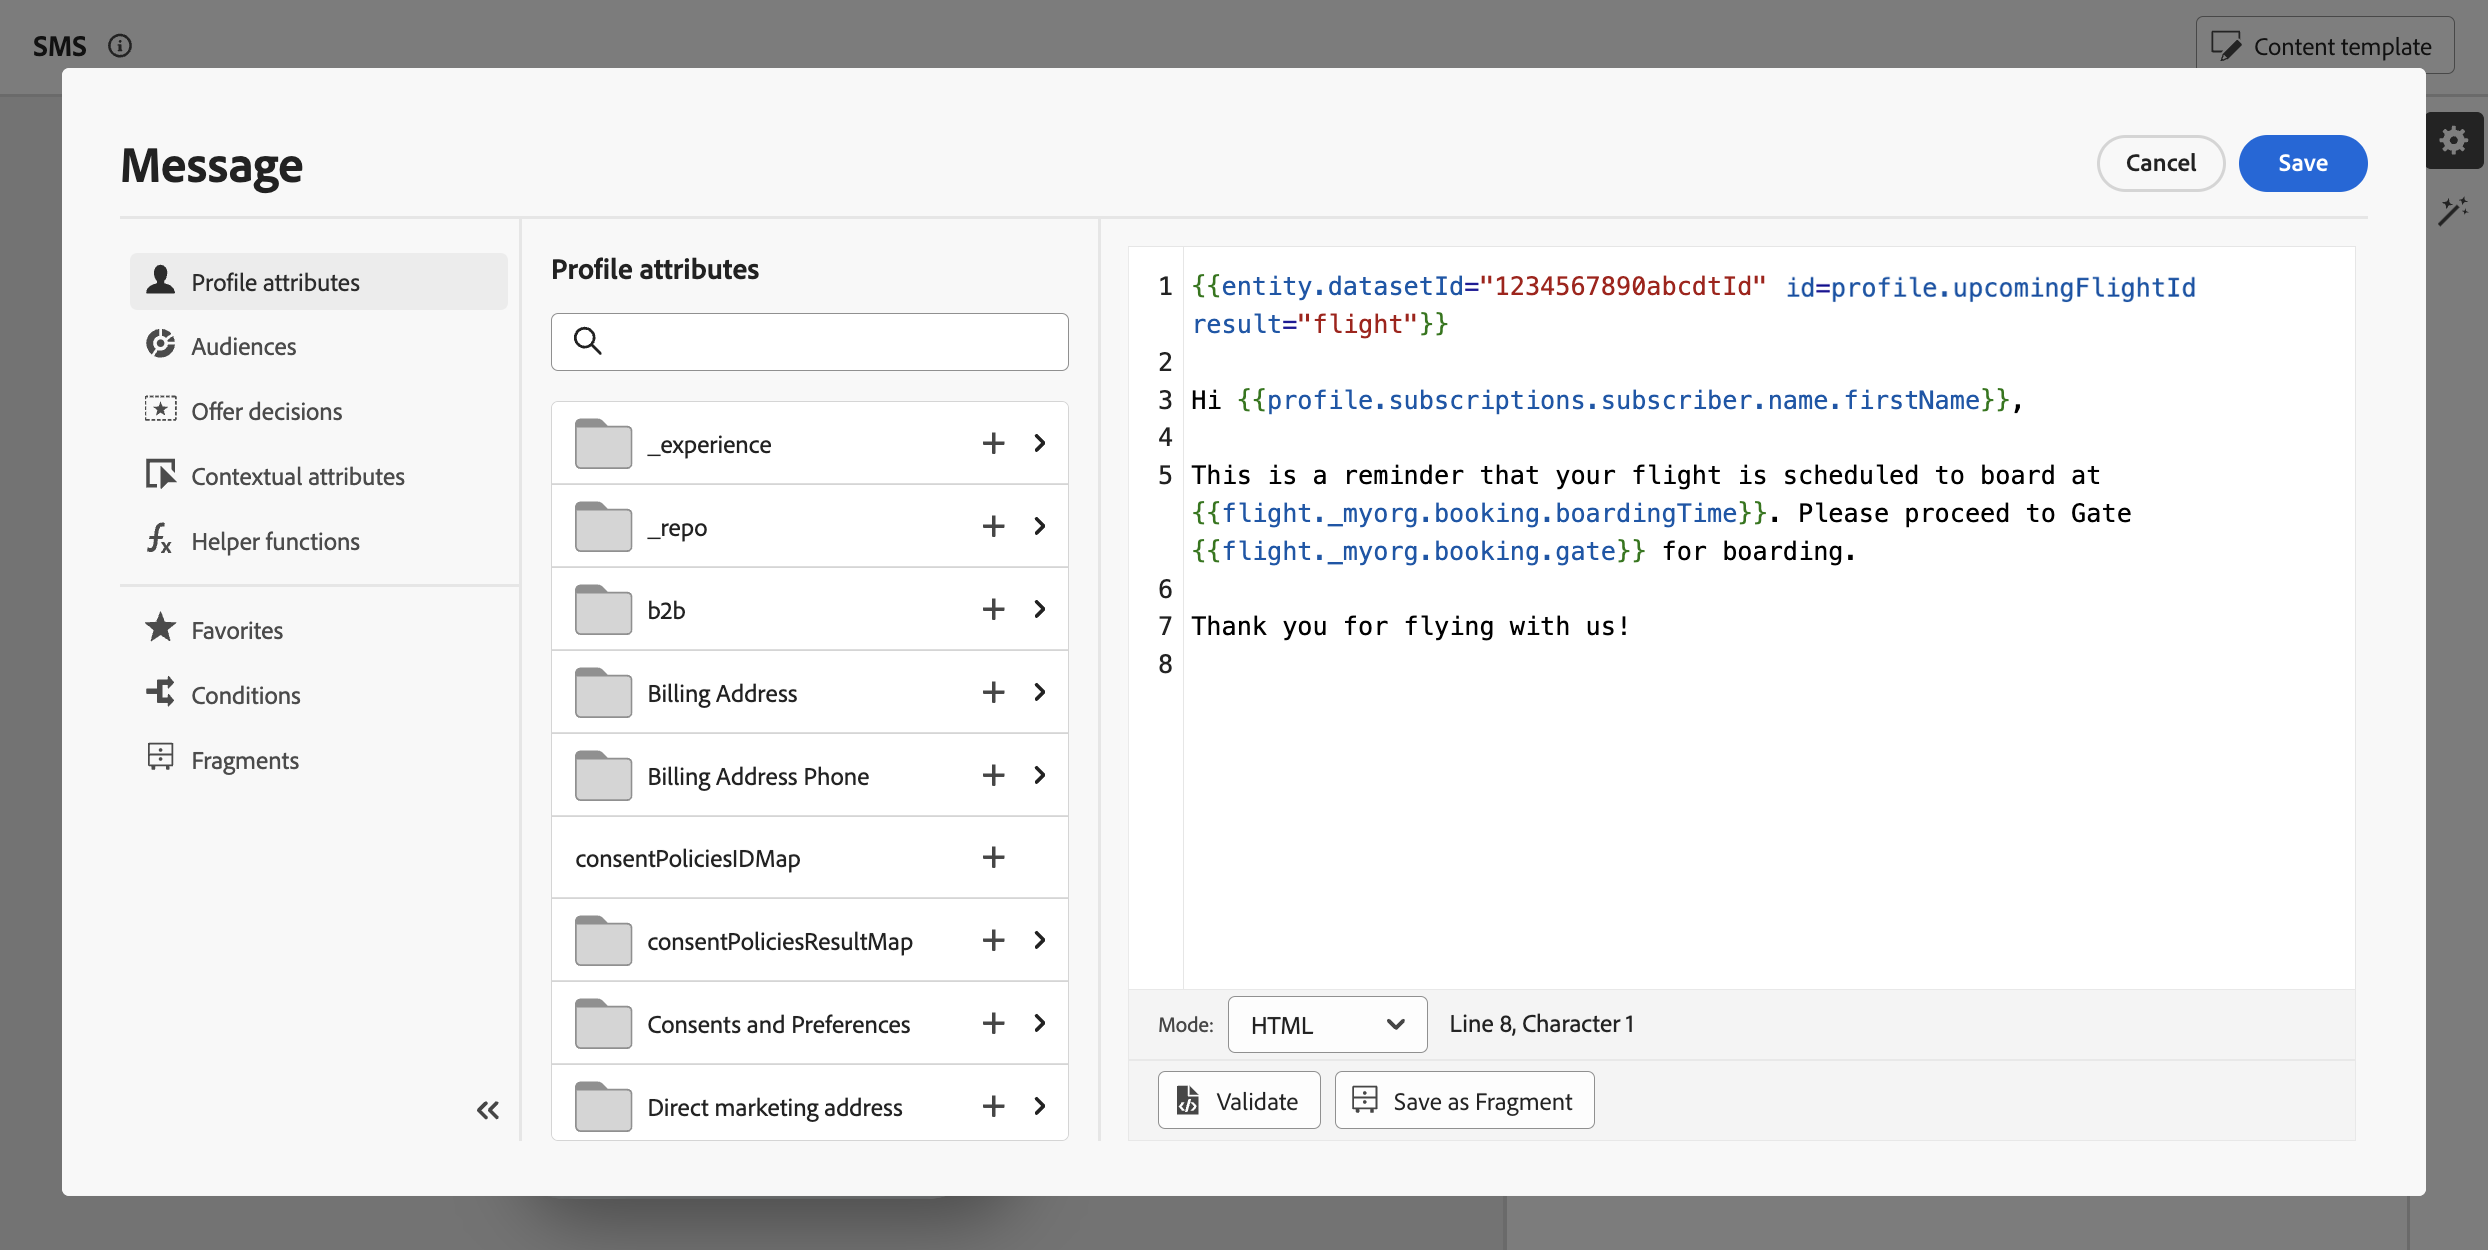 SMS
Content template
Message
Cancel
Save
Profile attributes
Audiences
Offer decisions
Contextual attributes
Helper functions
Favorites
Conditions
Fragments
Profile attributes
_experience
_repo
b2b
Billing Address
Billing Address Phone
consentPoliciesIDMap
consentPoliciesResultMap
Consents and Preferences
Direct marketing address
1 {{entity.datasetId="1234567890abcdtId" id=profile.upcomingFlightId
result="flight"}}
2
3 Hi {{profile.subscriptions.subscriber.name.firstName}},
4
5 This is a reminder that your flight is scheduled to board at
{{flight._myorg.booking.boardingTime}}. Please proceed to Gate
{{flight._myorg.booking.gate}} for boarding.
6
7 Thank you for flying with us!
8
Mode: HTML Line 8, Character 1
Validate Save as Fragment